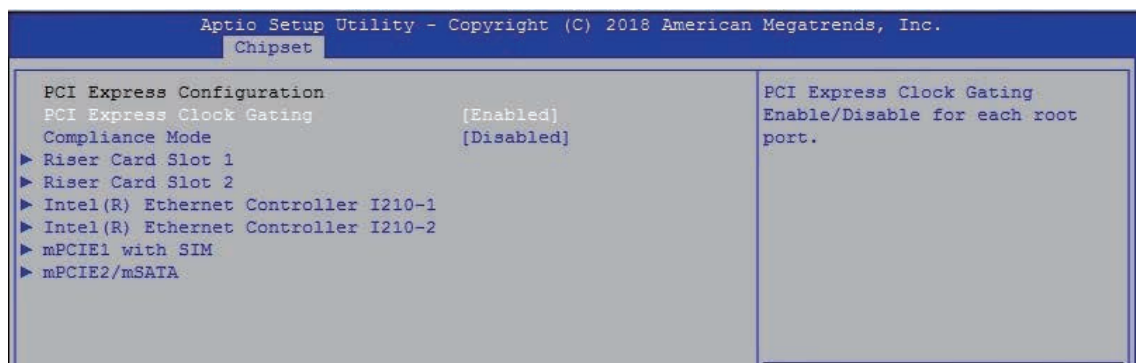 Aptio Setup Utility - Copyright (C) 2018 American Megatrends, Inc.
Chipset
PCI Express Configuration
PCI Express Clock Gating [Enabled]
Compliance Mode [Disabled]
► Riser Card Slot 1
► Riser Card Slot 2
► Intel(R) Ethernet Controller I210-1
► Intel(R) Ethernet Controller I210-2
► mPCIE1 with SIM
► mPCIE2/mSATA
PCI Express Clock Gating
Enable/Disable for each root
port.